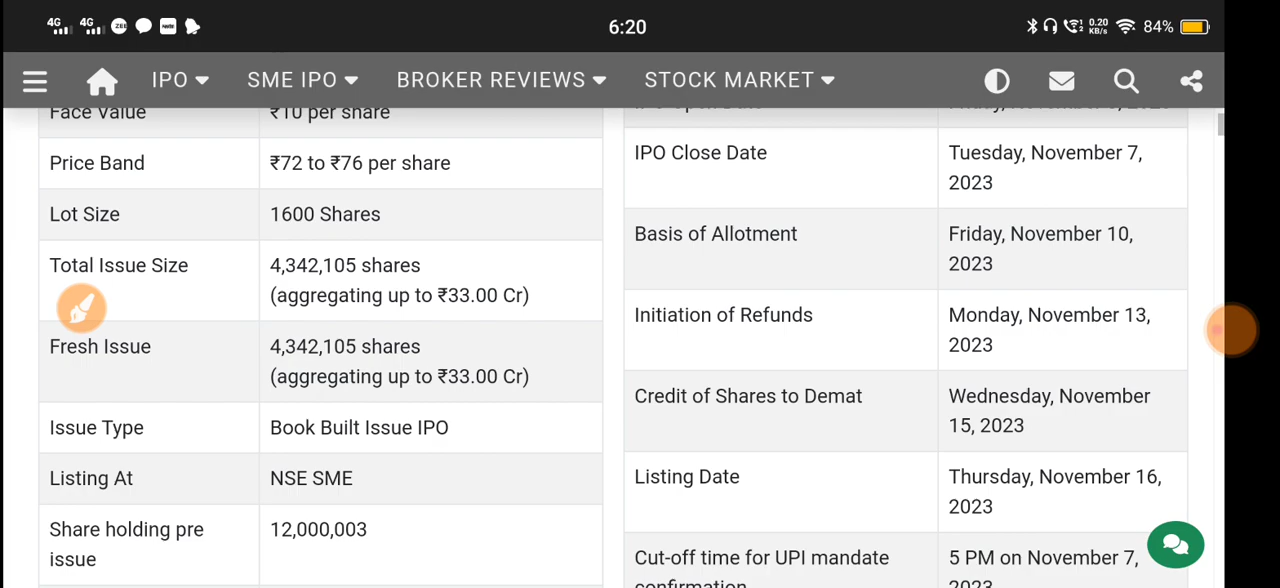 4G 4G ZEE 6:20 0.20 KB/s 84%
IPO SME IPO BROKER REVIEWS STOCK MARKET
Face Value ₹10 per share
Price Band ₹72 to ₹76 per share
Lot Size 1600 Shares
Total Issue Size 4,342,105 shares
(aggregating up to ₹33.00 Cr)
Fresh Issue 4,342,105 shares
(aggregating up to ₹33.00 Cr)
Issue Type Book Built Issue IPO
Listing At NSE SME
Share holding pre 12,000,003
issue
IPO Close Date Tuesday, November 7,
2023
Basis of Allotment Friday, November 10,
2023
Initiation of Refunds Monday, November 13,
2023
Credit of Shares to Demat Wednesday, November
15, 2023
Listing Date Thursday, November 16,
2023
Cut-off time for UPI mandate 5 PM on November 7,
confirmation 2023